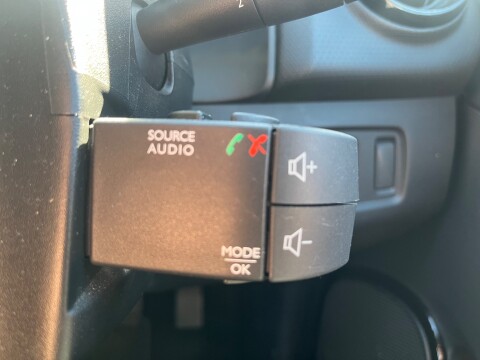 SOURCE
AUDIO
+
-
MODE
OK